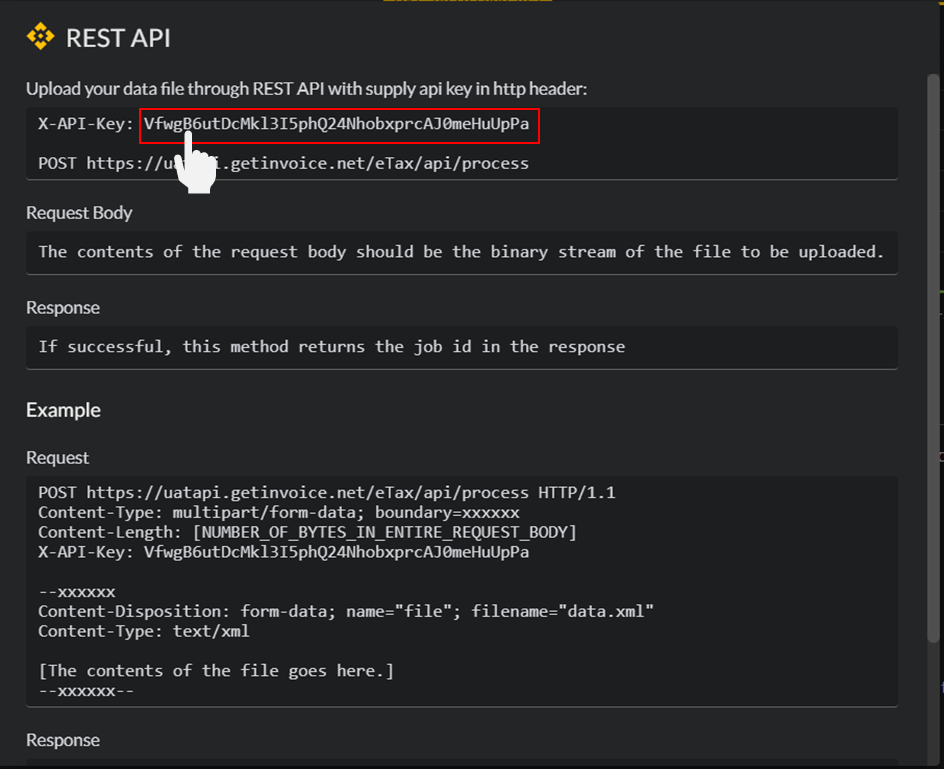 REST API
Upload your data file through REST API with supply api key in http header:
X-API-Key: VfwgB6utDcMkl3I5phQ24NhobxprcAJ0meHuUpPa
POST https://uatapi.getinvoice.net/eTax/api/process
Request Body
The contents of the request body should be the binary stream of the file to be uploaded.
Response
If successful, this method returns the job id in the response
Example
Request
POST https://uatapi.getinvoice.net/eTax/api/process HTTP/1.1
Content-Type: multipart/form-data; boundary=xxxxxx
Content-Length: [NUMBER_OF_BYTES_IN_ENTIRE_REQUEST_BODY]
X-API-Key: VfwgB6utDcMkl3I5phQ24NhobxprcAJ0meHuUpPa
--xxxxxx
Content-Disposition: form-data; name="file"; filename="data.xml"
Content-Type: text/xml
[The contents of the file goes here.]
--xxxxxx--
Response